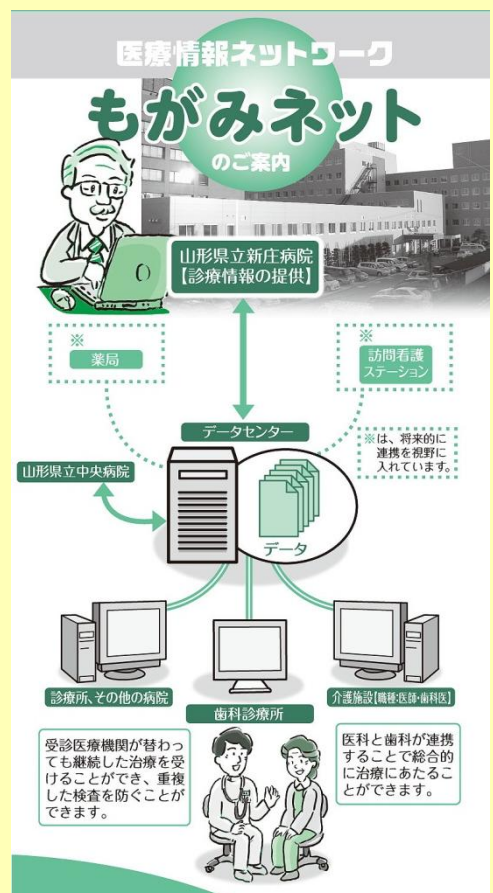 医療情報ネットワーク
もがみネット
のご案内
山形県立新庄病院
【診療情報の提供】
※
薬局
※
訪問看護
ステーション
データセンター
※は、将来的に
連携を視野に
入れています。
山形県立中央病院
データ
診療所、その他の病院
歯科診療所
介護施設【職種:医師・歯科医】
受診医療機関が替わっ
ても継続した治療を受
けることができ、重複
した検査を防ぐことが
できます。
医科と歯科が連携
することで総合的
に治療にあたるこ
とができます。